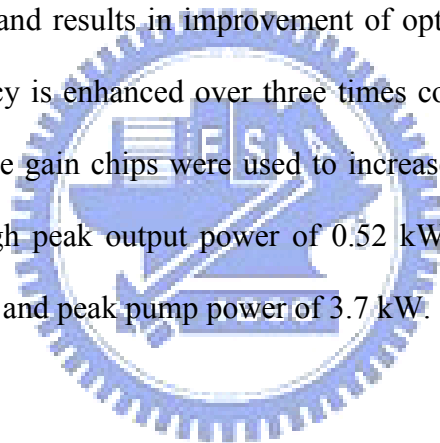 and results in improvement of opt
cy is enhanced over three times co
e gain chips were used to increase
gh peak output power of 0.52 kW
and peak pump power of 3.7 kW.